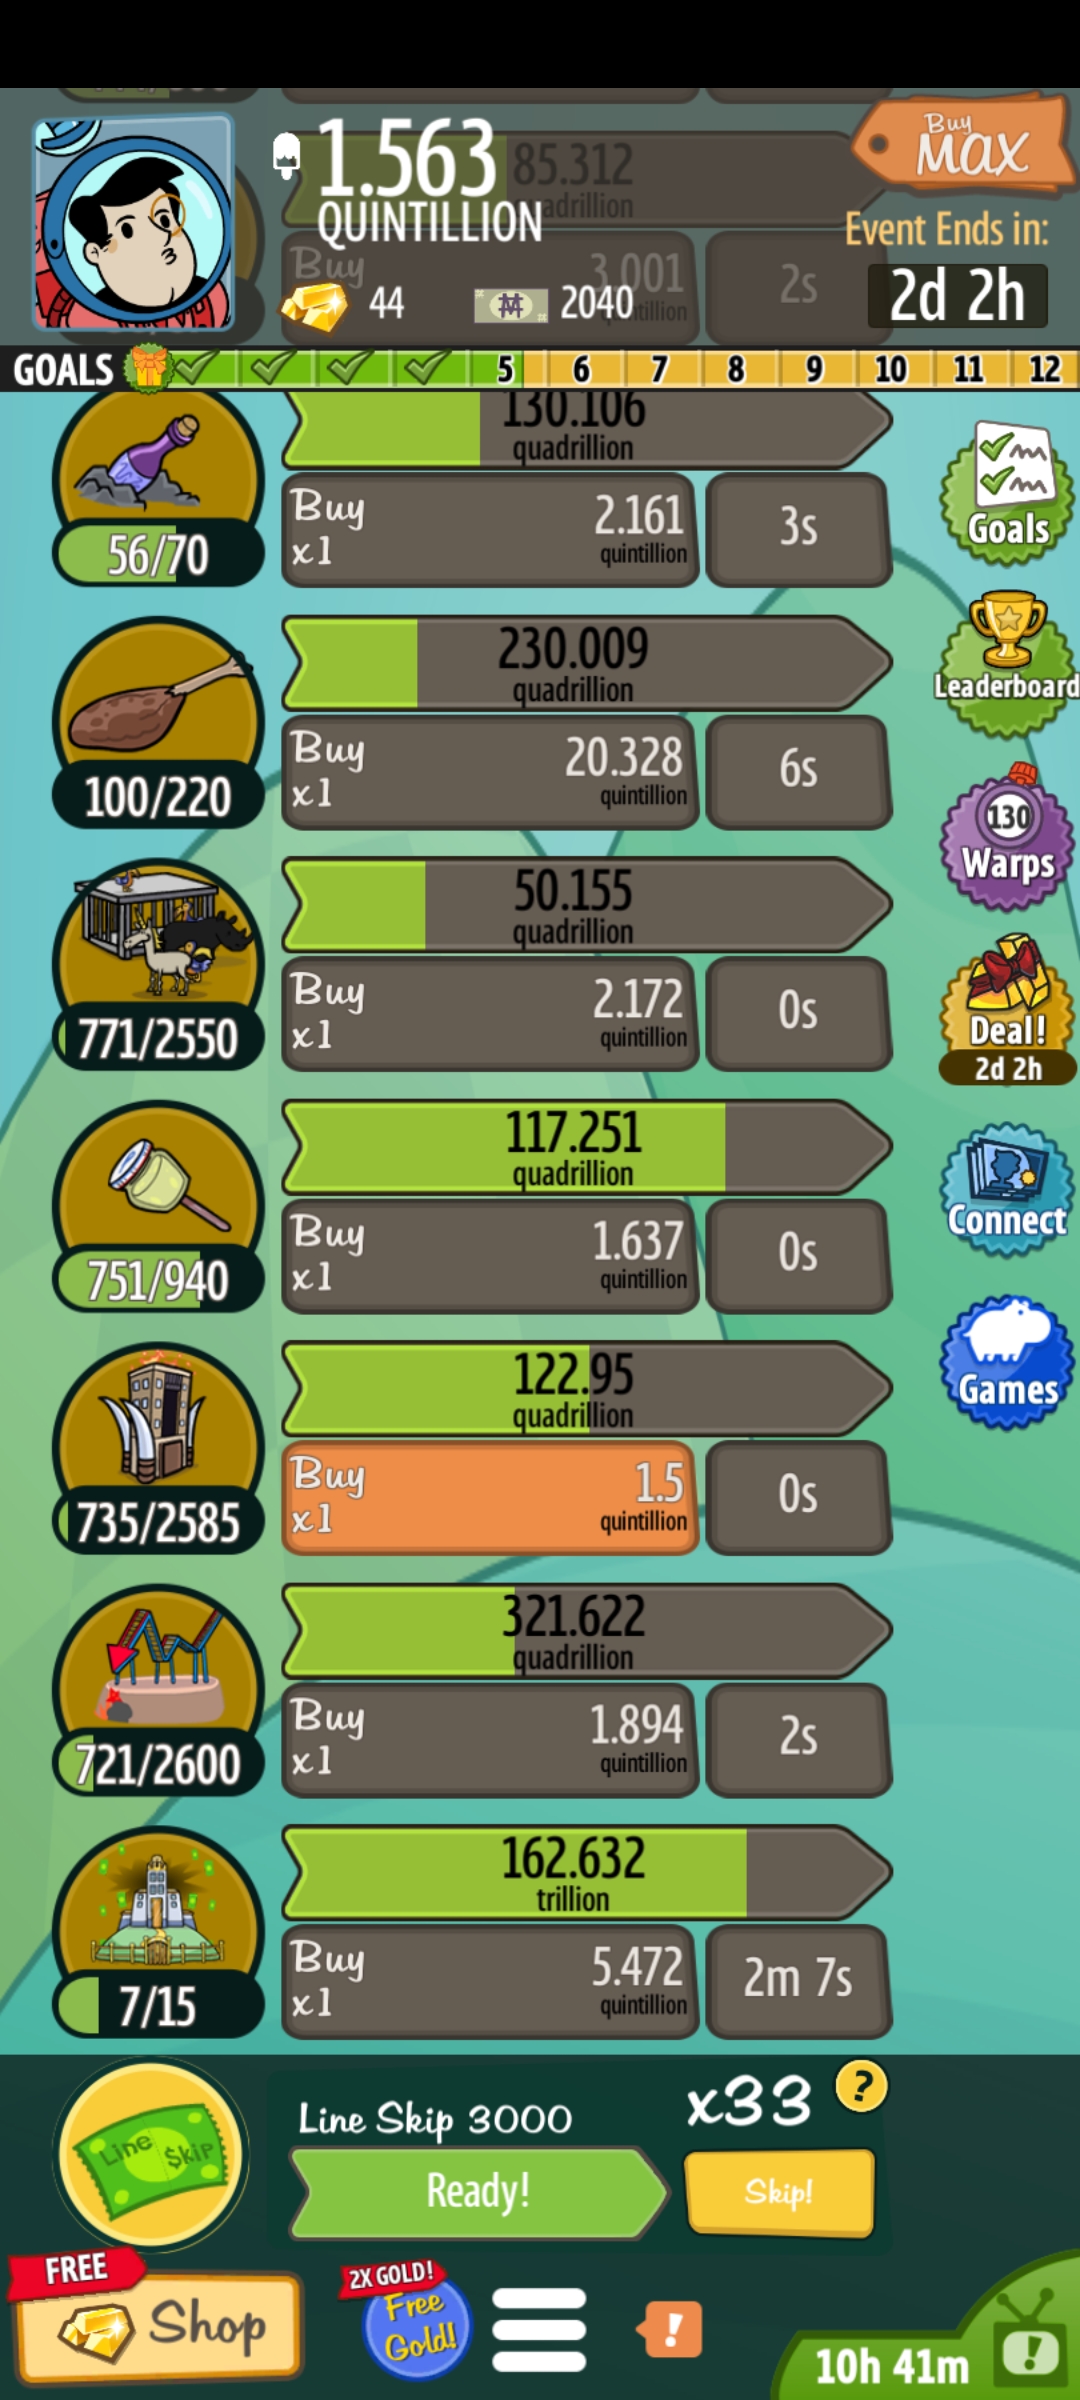 1.563
QUINTILLION
85.312
Buy
MAX
Event Ends in:
2d 2h
Buy
3.001
2s
44
2040
GOALS
5
6
7
8
9
10
11
12
130.106
quadrillion
56/70
Buy
x1
2.161
quintillion
3s
Goals
230.009
quadrillion
100/220
Buy
x1
20.328
quintillion
6s
Leaderboard
50.155
quadrillion
771/2550
Buy
x1
2.172
quintillion
0s
130
Warps
Deal!
2d 2h
117.251
quadrillion
751/940
Buy
x1
1.637
quintillion
0s
Connect
122.95
quadrillion
735/2585
Buy
x1
1.5
quintillion
0s
Games
321.622
quadrillion
721/2600
Buy
x1
1.894
quintillion
2s
162.632
trillion
7/15
Buy
x1
5.472
quintillion
2m 7s
Line $kip
Line Skip 3000
x33
?
Ready!
Skip!
FREE
Shop
2X GOLD!
Free
Gold!
!
10h 41m
!